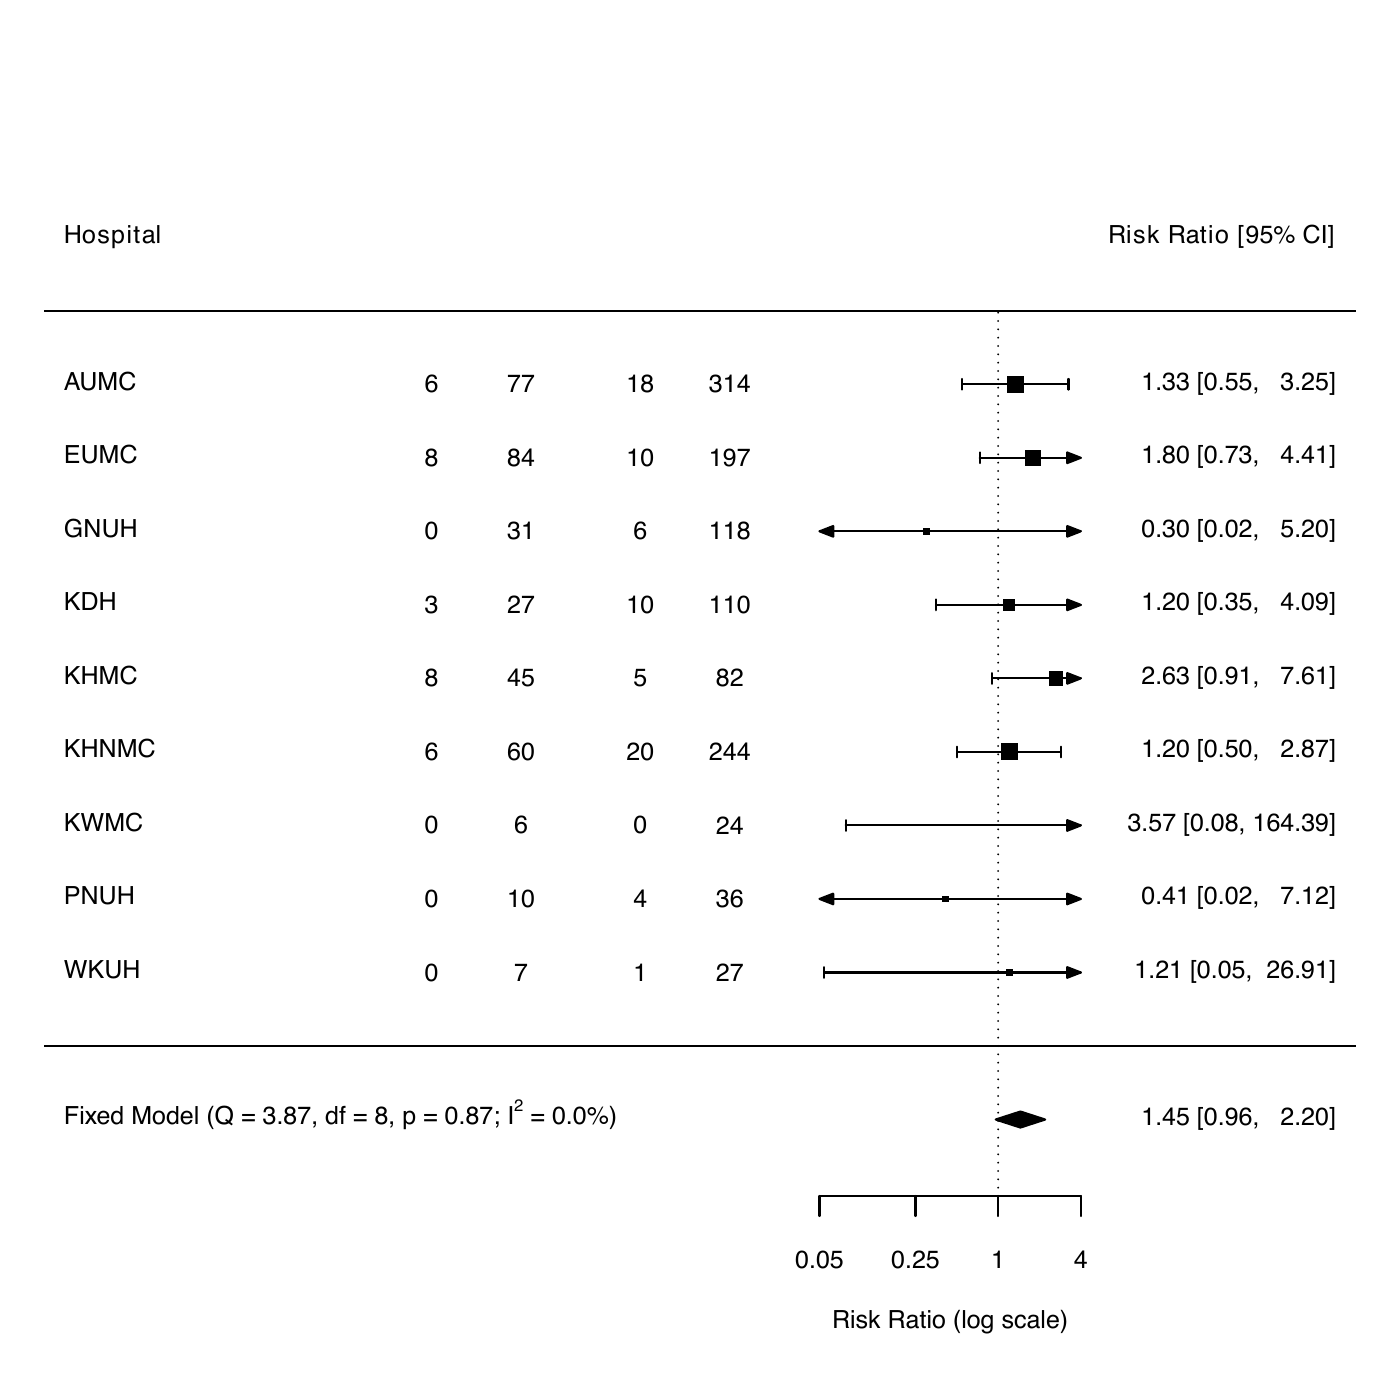 Hospital Risk Ratio [95% CI]
AUMC 6 77 18 314 1.33 [0.55, 3.25]
EUMC 8 84 10 197 1.80 [0.73, 4.41]
GNUH 0 31 6 118 0.30 [0.02, 5.20]
KDH 3 27 10 110 1.20 [0.35, 4.09]
KHMC 8 45 5 82 2.63 [0.91, 7.61]
KHNMC 6 60 20 244 1.20 [0.50, 2.87]
KWMC 0 6 0 24 3.57 [0.08, 164.39]
PNUH 0 10 4 36 0.41 [0.02, 7.12]
WKUH 0 7 1 27 1.21 [0.05, 26.91]
Fixed Model (Q = 3.87, df = 8, p = 0.87; I² = 0.0%) 1.45 [0.96, 2.20]
0.05 0.25 1 4
Risk Ratio (log scale)